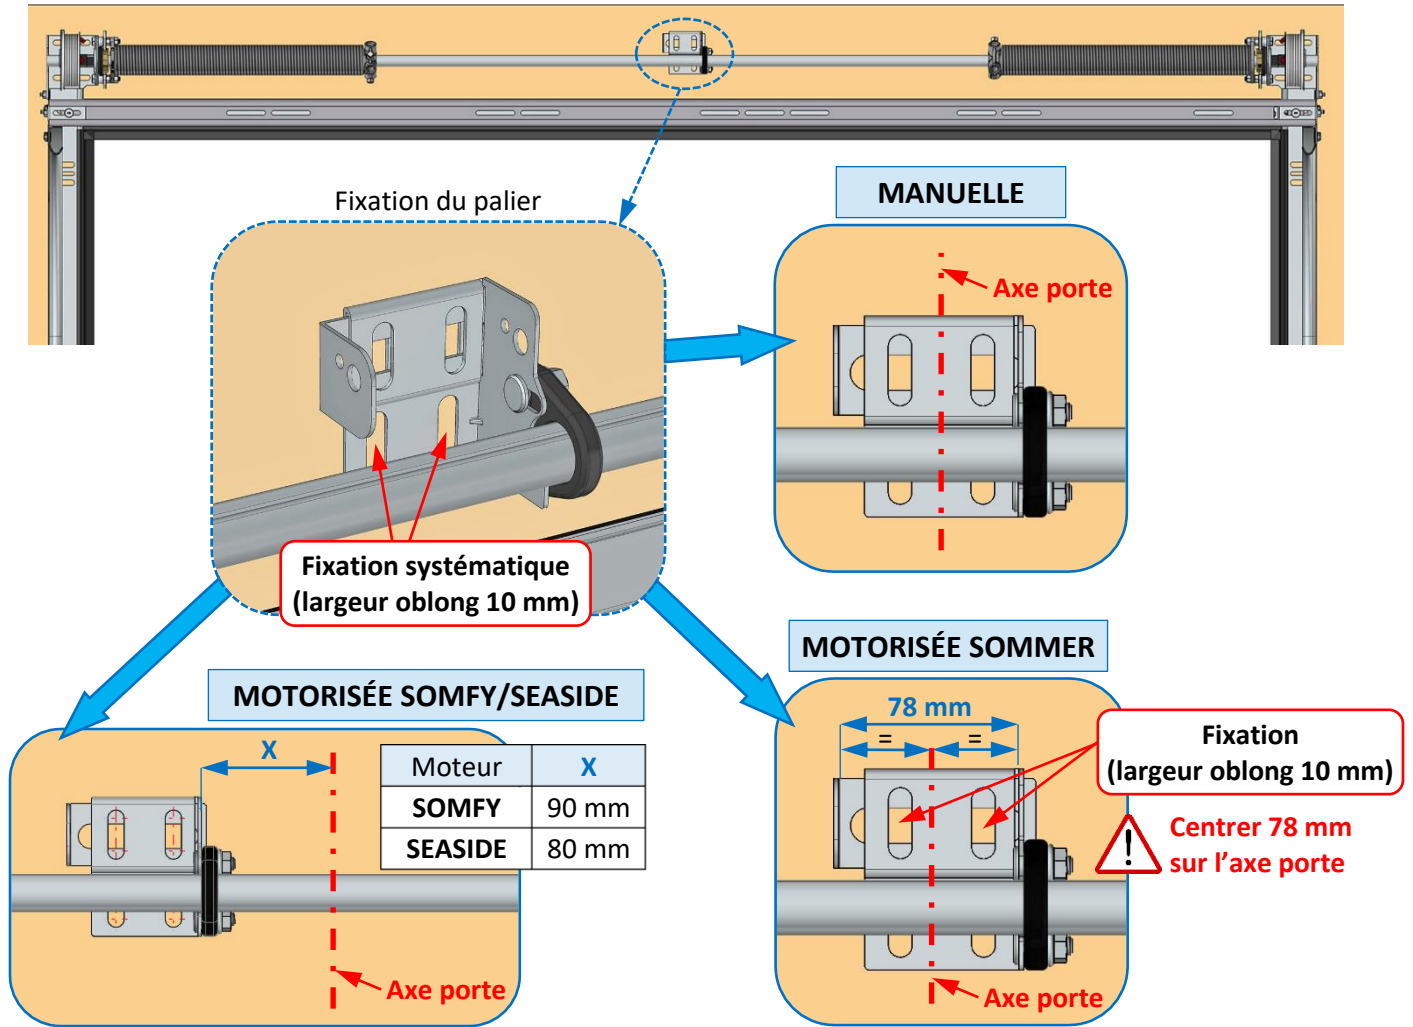 Fixation du palier
MANUELLE
Axe porte
Fixation systématique
(largeur oblong 10 mm)
MOTORISÉE SOMMER
MOTORISÉE SOMFY/SEASIDE
78 mm
= =
Fixation
(largeur oblong 10 mm)
X
Moteur X
SOMFY 90 mm
SEASIDE 80 mm
! Centrer 78 mm
sur l’axe porte
Axe porte
Axe porte